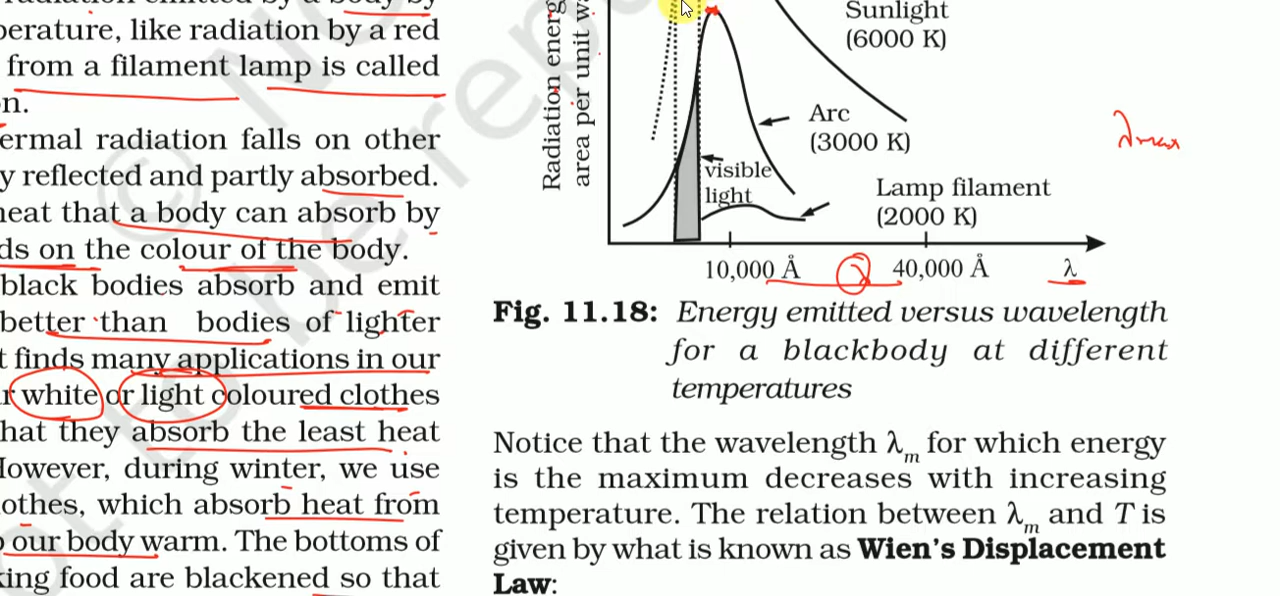 perature, like radiation by a red
from a filament lamp is called
n.
ermal radiation falls on other
y reflected and partly absorbed.
heat that a body can absorb by
ds on the colour of the body.
black bodies absorb and emit
better than bodies of lighter
t finds many applications in our
r white or light coloured clothes
hat they absorb the least heat
However, during winter, we use
othes, which absorb heat from
our body warm. The bottoms of
king food are blackened so that
Radiation energ
area per unit wa
Sunlight
(6000 K)
Arc
(3000 K)
visible
light
Lamp filament
(2000 K)
10,000 Å
40,000 Å
λ
λmax
Fig. 11.18: Energy emitted versus wavelength
for a blackbody at different
temperatures
Notice that the wavelength λm for which energy
is the maximum decreases with increasing
temperature. The relation between λm and T is
given by what is known as Wien's Displacement
Law: